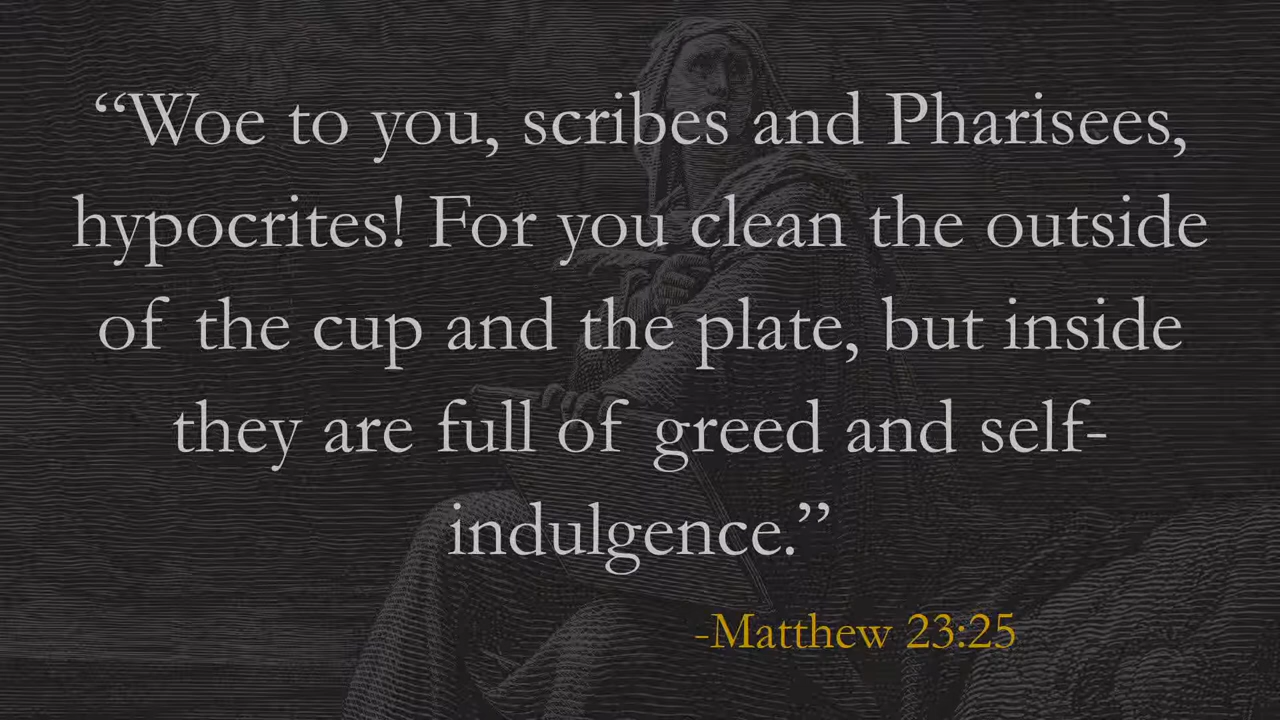 “Woe to you, scribes and Pharisees,
hypocrites! For you clean the outside
of the cup and the plate, but inside
they are full of greed and self-
indulgence.”
-Matthew 23:25